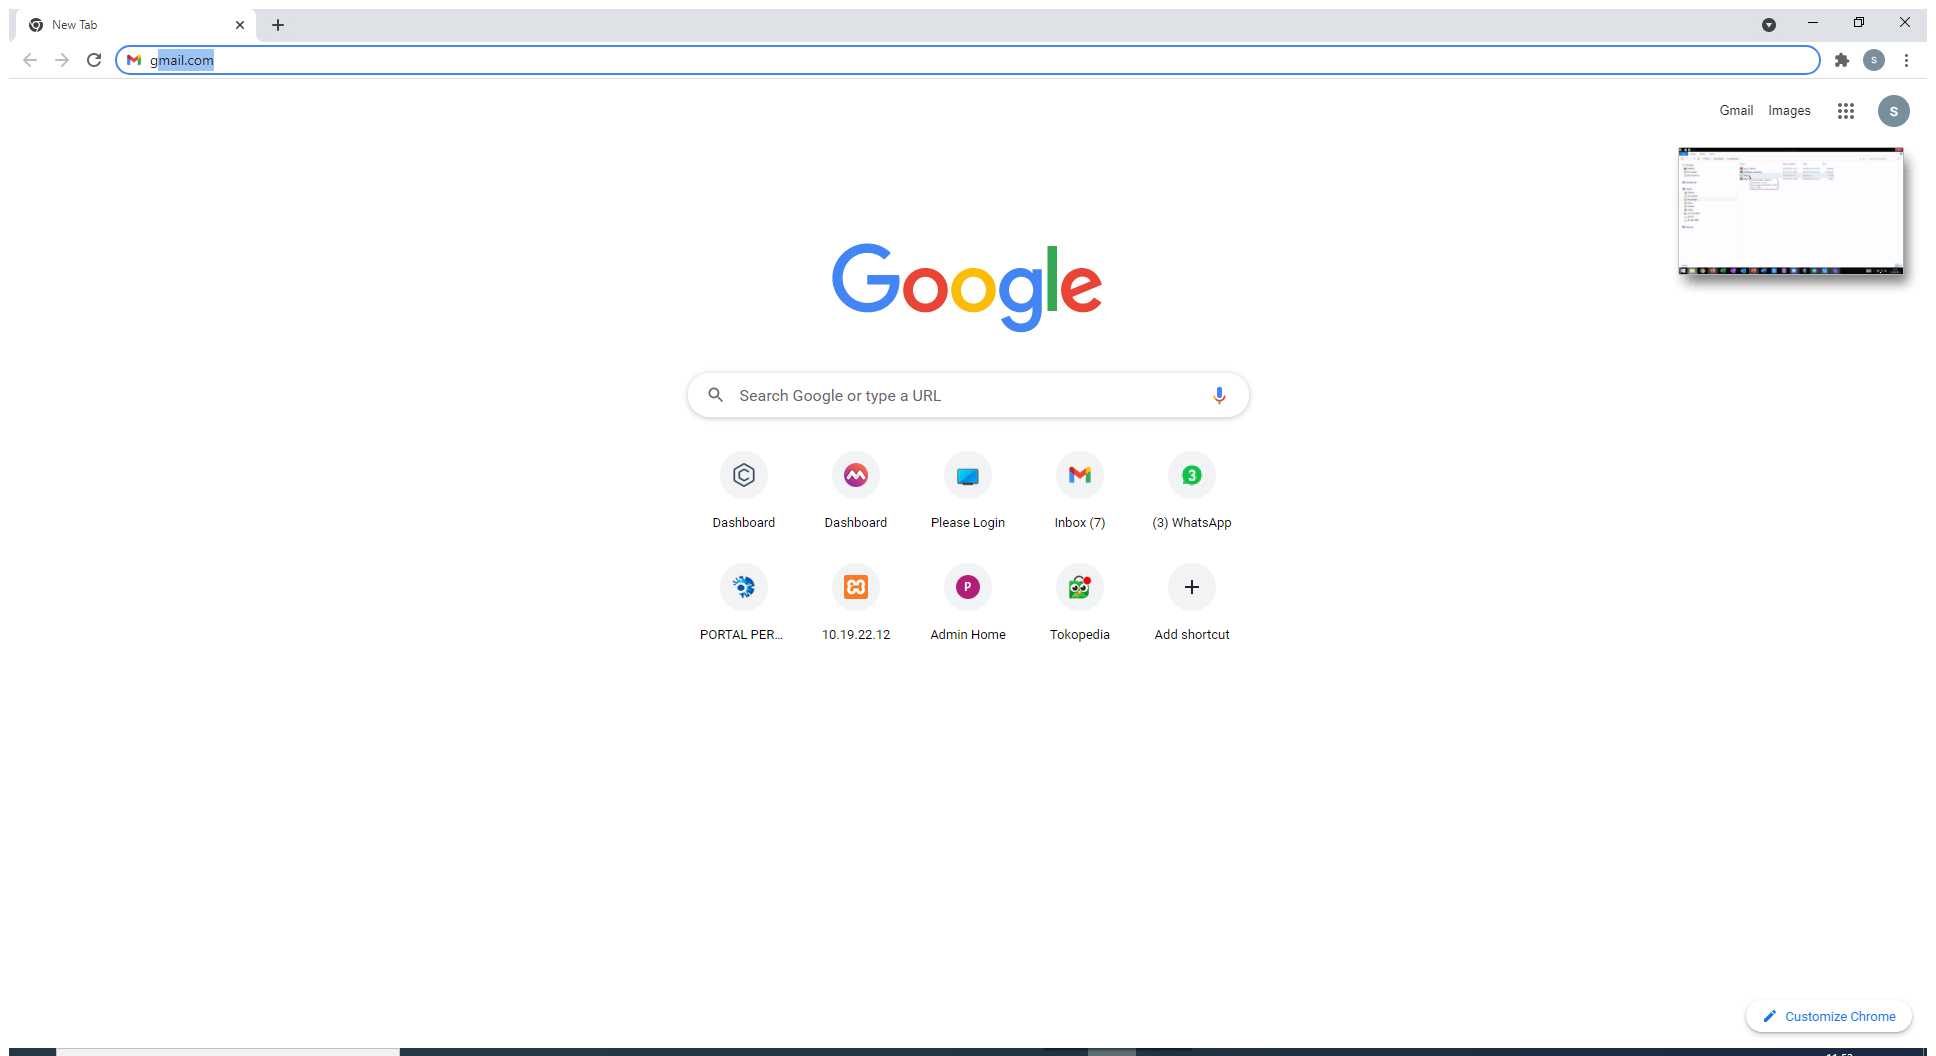 New Tab
gmail.com
Gmail Images
S
S
Google
Search Google or type a URL
Dashboard Dashboard Please Login Inbox (7) (3) WhatsApp
3
P
PORTAL PER... 10.19.22.12 Admin Home Tokopedia Add shortcut
Customize Chrome